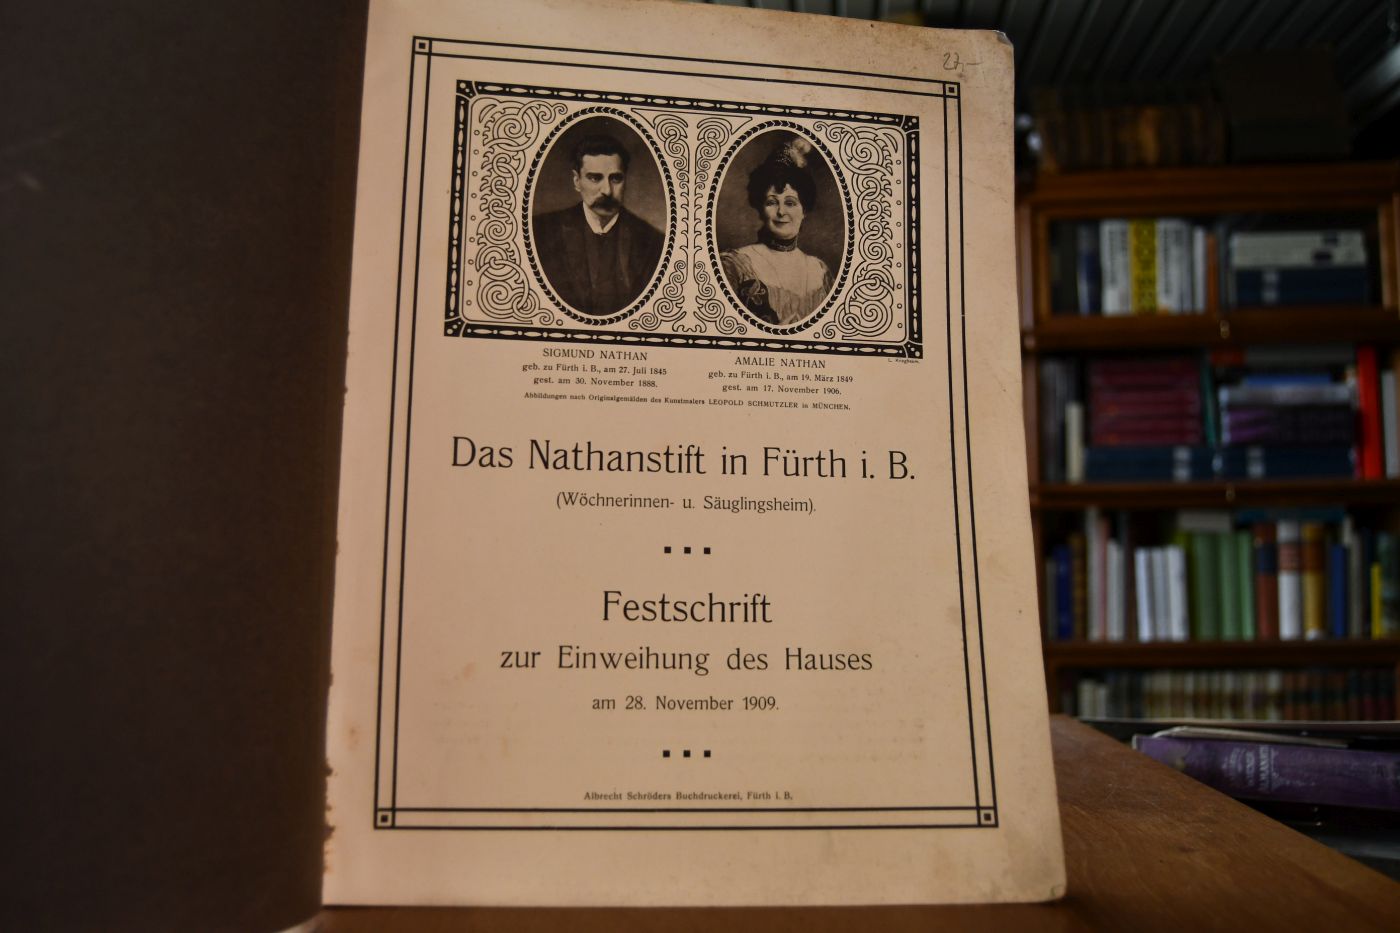 22,-
SIGMUND NATHAN
geb. zu Fürth i. B., am 27. Juli 1845
gest. am 30. November 1888.
AMALIE NATHAN
geb. zu Fürth i. B., am 19. März 1849
gest. am 17. November 1906.
Abbildungen nach Originalgemälden des Kunstmalers LEOPOLD SCHMUTZLER in MÜNCHEN.
Das Nathanstift in Fürth i. B.
(Wöchnerinnen- u. Säuglingsheim).
Festschrift
zur Einweihung des Hauses
am 28. November 1909.
Albrecht Schröders Buchdruckerei, Fürth i. B.